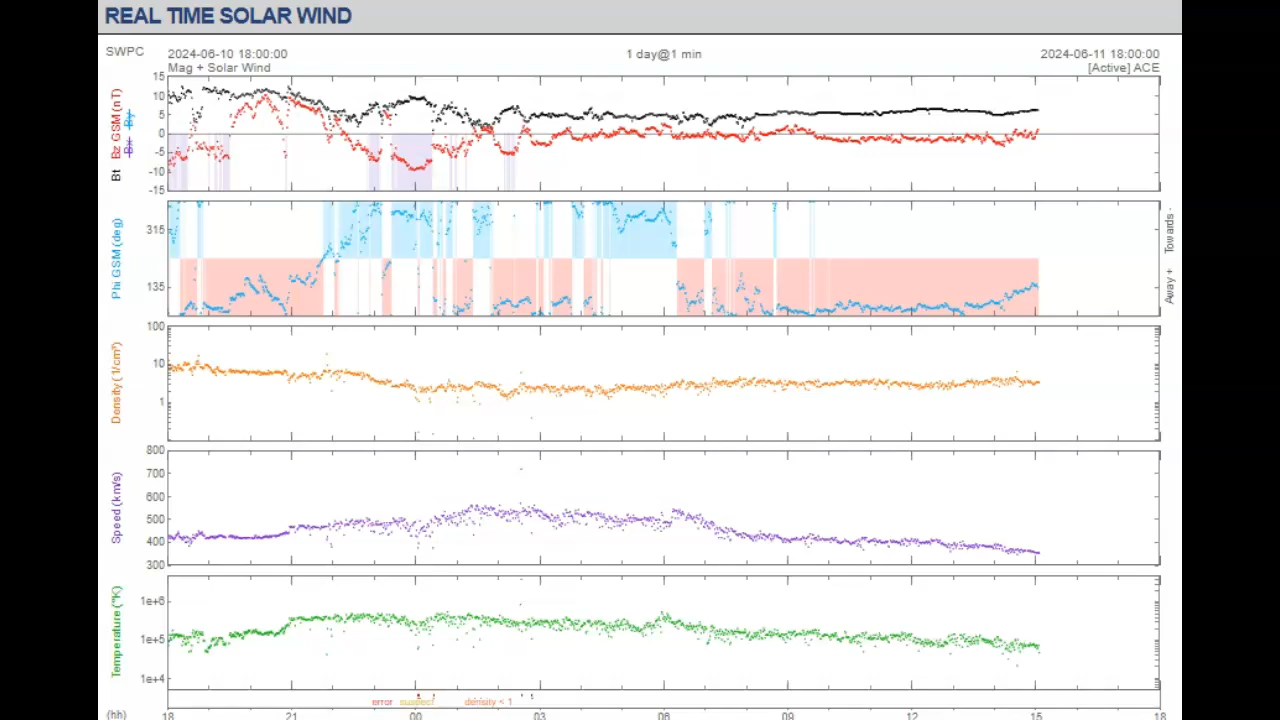 REAL TIME SOLAR WIND
SWPC
2024-06-10 18:00:00
1 day@1 min
2024-06-11 18:00:00
Mag + Solar Wind
[Active] ACE
Bt Bz GSM (nT)
Bx By
15
10
5
0
-5
-10
-15
Phi GSM (deg)
315
135
Away + Towards -
Density (1/cm³)
100
10
1
Speed (km/s)
800
700
600
500
400
300
Temperature (°K)
1e+6
1e+5
1e+4
error suspect density < 1
(hh) 18 21 00 03 06 09 12 15 18